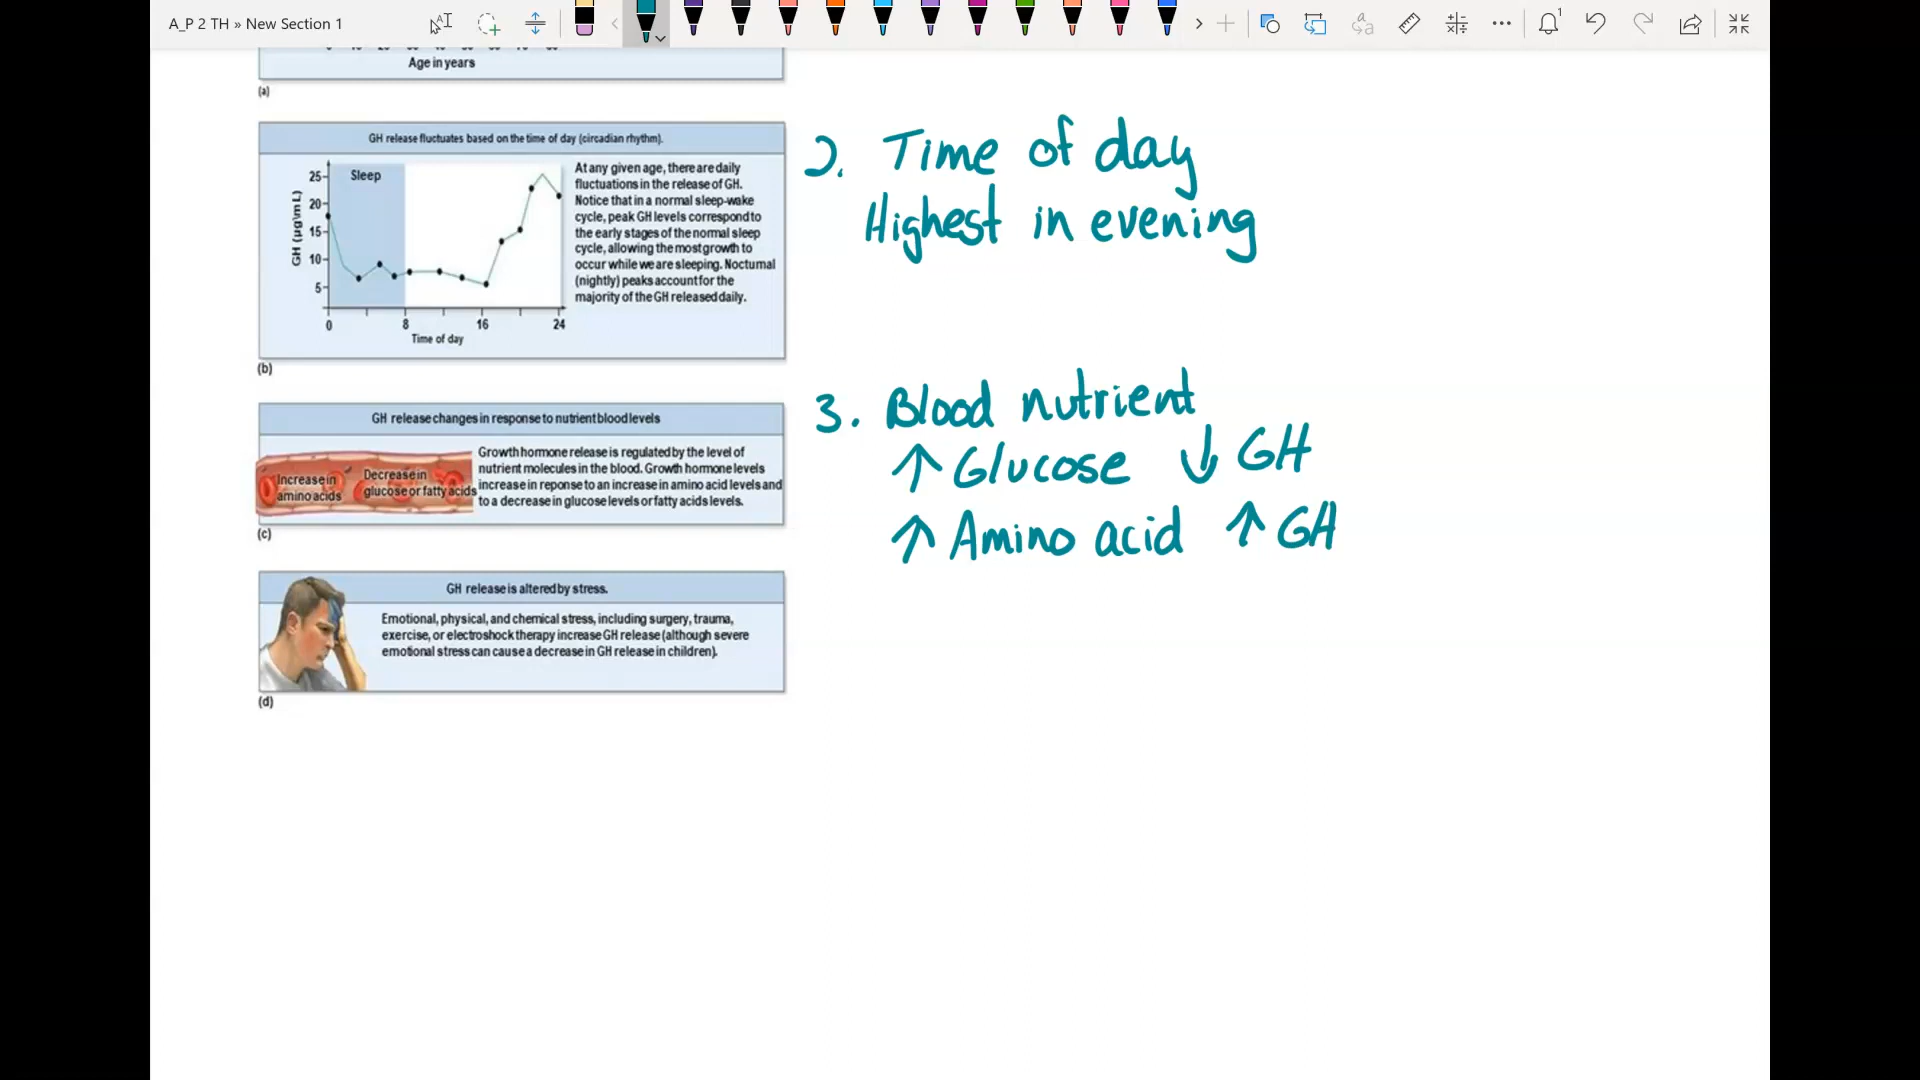 A_P 2 TH » New Section 1
Age in years
(a)
GH release fluctuates based on the time of day (circadian rhythm).
25
20
15
10
5
GH (µg\m L)
Sleep
0
8
16
24
Time of day
At any given age, there are daily
fluctuations in the release of GH.
Notice that in a normal sleep-wake
cycle, peak GH levels correspond to
the early stages of the normal sleep
cycle, allowing the most growth to
occur while we are sleeping. Nocturnal
(nightly) peaks account for the
majority of the GH released daily.
(b)
2. Time of day
Highest in evening
GH release changes in response to nutrient blood levels
Increase in
amino acids
Decrease in
glucose or fatty acids
Growth hormone release is regulated by the level of
nutrient molecules in the blood. Growth hormone levels
increase in reponse to an increase in amino acid levels and
to a decrease in glucose levels or fatty acids levels.
(c)
3. Blood nutrient
↑ Glucose ↓ GH
↑ Amino acid ↑ GH
GH release is altered by stress.
Emotional, physical, and chemical stress, including surgery, trauma,
exercise, or electroshock therapy increase GH release (although severe
emotional stress can cause a decrease in GH release in children).
(d)